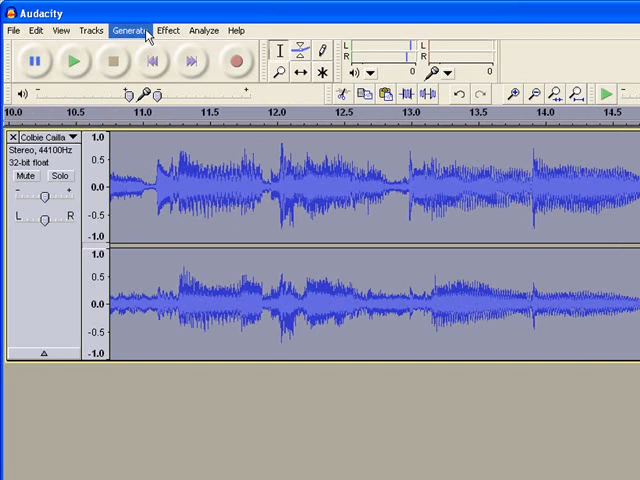 Audacity
File Edit View Tracks Generate Effect Analyze Help
L
R
0
L
R
0
- + - +
10.0 10.5 11.0 11.5 12.0 12.5 13.0 13.5 14.0 14.5
Colbie Cailla
Stereo, 44100Hz
32-bit float
Mute Solo
- +
L R
1.0
0.5
0.0
-0.5
-1.0
1.0
0.5
0.0
-0.5
-1.0